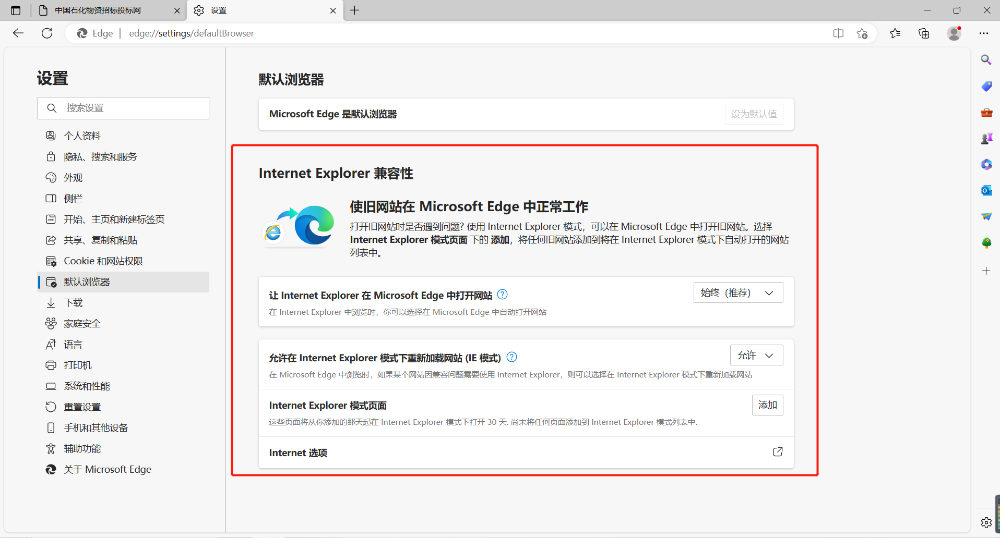 中国石化物资招标投标网
设置
Edge
edge://settings/defaultBrowser
设置
搜索设置
个人资料
隐私、搜索和服务
外观
侧栏
开始、主页和新建标签页
共享、复制和粘贴
Cookie 和网站权限
默认浏览器
下载
家庭安全
语言
打印机
系统和性能
重置设置
手机和其他设备
辅助功能
关于 Microsoft Edge
默认浏览器
Microsoft Edge 是默认浏览器
设为默认值
Internet Explorer 兼容性
使旧网站在 Microsoft Edge 中正常工作
打开旧网站时是否遇到问题? 使用 Internet Explorer 模式，可以在 Microsoft Edge 中打开旧网站。选择
Internet Explorer 模式页面 下的 添加，将任何旧网站添加到将在 Internet Explorer 模式下自动打开的网站
列表中。
让 Internet Explorer 在 Microsoft Edge 中打开网站
始终（推荐）
在 Internet Explorer 中浏览时，你可以选择在 Microsoft Edge 中自动打开网站
允许在 Internet Explorer 模式下重新加载网站 (IE 模式)
允许
在 Microsoft Edge 中浏览时，如果某个网站因兼容问题需要使用 Internet Explorer，则可以选择在 Internet Explorer 模式下重新加载网站
Internet Explorer 模式页面
添加
这些页面将从你添加的那天起在 Internet Explorer 模式下打开 30 天. 尚未将任何页面添加到 Internet Explorer 模式列表中.
Internet 选项